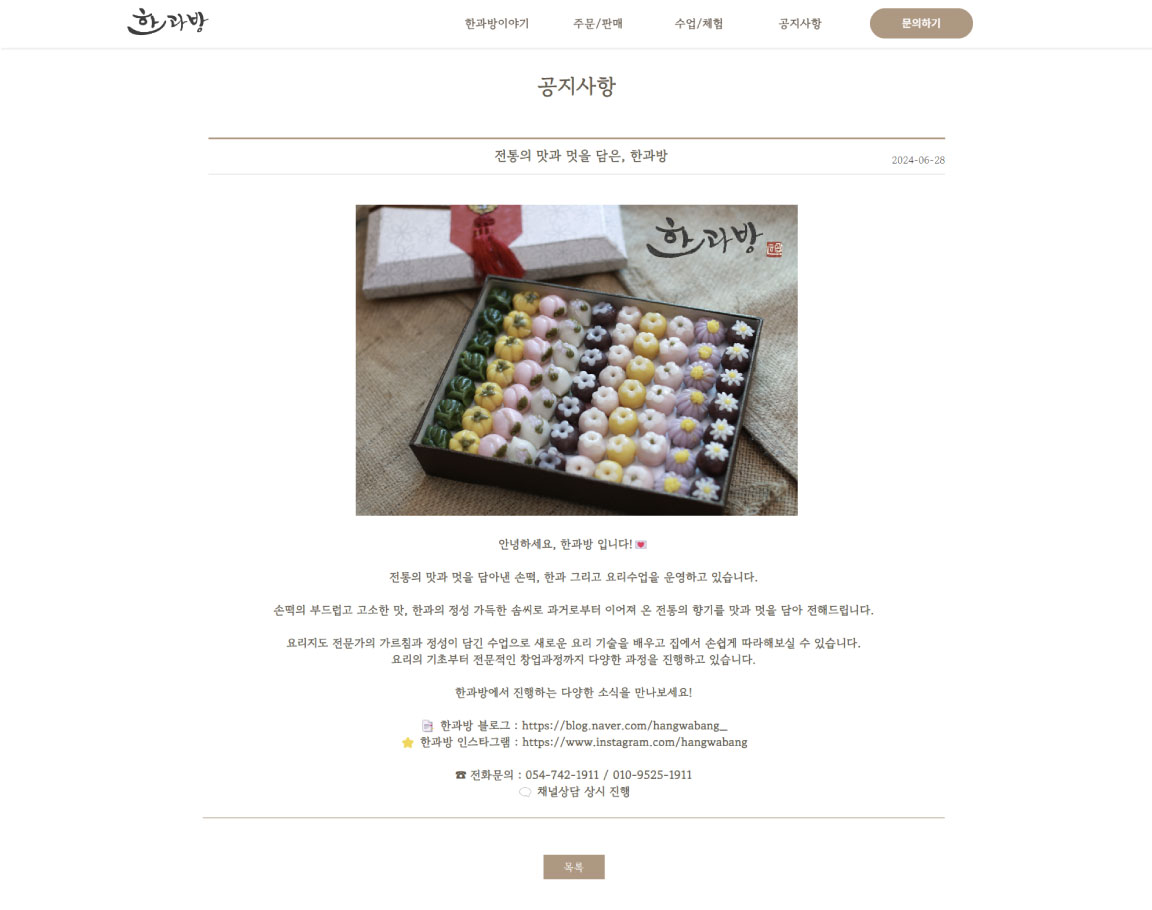 한과방
한과방이야기
주문/판매
수업/체험
공지사항
문의하기
공지사항
전통의 맛과 멋을 담은, 한과방
2024-06-28
한과방
안녕하세요, 한과방 입니다!💌
전통의 맛과 멋을 담아낸 손떡, 한과 그리고 요리수업을 운영하고 있습니다.
손떡의 부드럽고 고소한 맛, 한과의 정성 가득한 솜씨로 과거로부터 이어져 온 전통의 향기를 맛과 멋을 담아 전해드립니다.
요리지도 전문가의 가르침과 정성이 담긴 수업으로 새로운 요리 기술을 배우고 집에서 손쉽게 따라해보실 수 있습니다.
요리의 기초부터 전문적인 창업과정까지 다양한 과정을 진행하고 있습니다.
한과방에서 진행하는 다양한 소식을 만나보세요!
📝 한과방 블로그 : https://blog.naver.com/hangwabang_
⭐ 한과방 인스타그램 : https://www.instagram.com/hangwabang
☎ 전화문의 : 054-742-1911 / 010-9525-1911
🗨 채널상담 상시 진행
목록